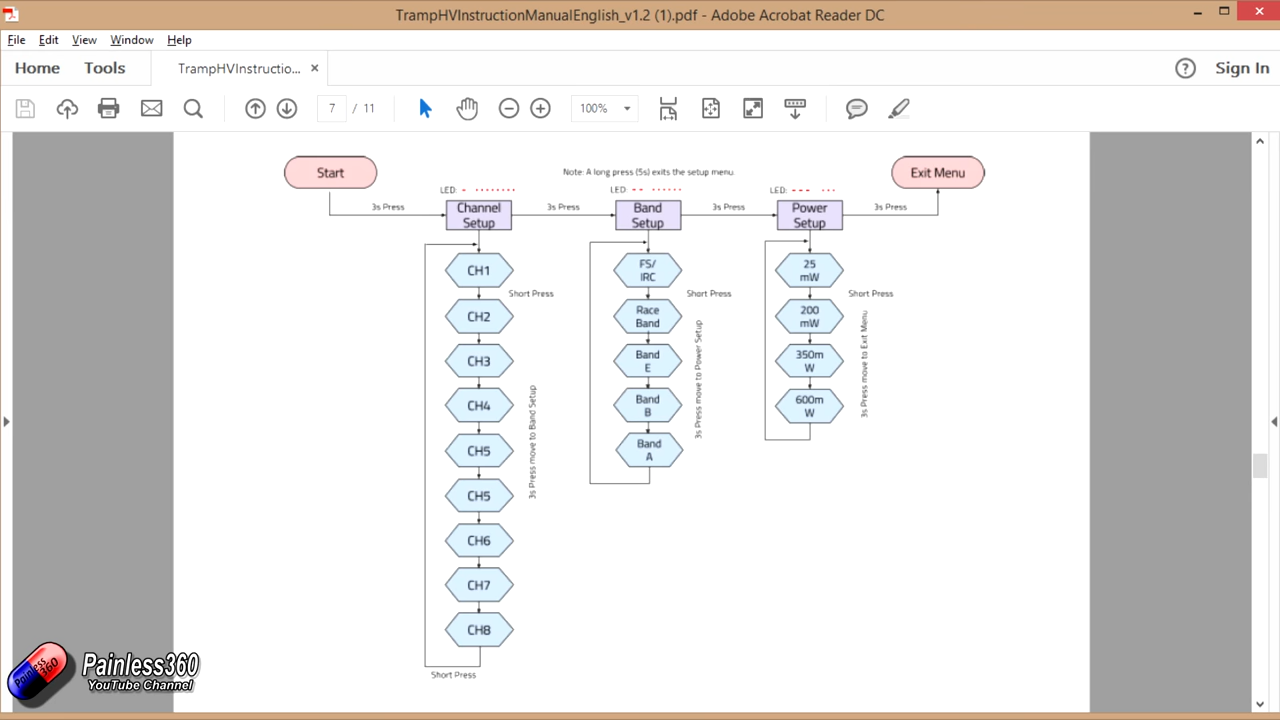 TrampHVInstructionManualEnglish_v1.2 (1).pdf - Adobe Acrobat Reader DC
File Edit View Window Help
Home Tools TrampHVInstructio... × Sign In
7 / 11 100%
Start
Note: A long press (5s) exits the setup menu.
Exit Menu
LED:
LED:
LED:
3s Press
Channel
Setup
3s Press
Band
Setup
3s Press
Power
Setup
3s Press
CH1
Short Press
CH2
CH3
CH4
CH5
CH5
CH6
CH7
CH8
Short Press
3s Press move to Band Setup
FS/
IRC
Short Press
Race
Band
Band
E
Band
B
Band
A
3s Press move to Power Setup
25
mW
Short Press
200
mW
350m
W
600m
W
3s Press move to Exit Menu
Painless
360
Painless360
YouTube Channel